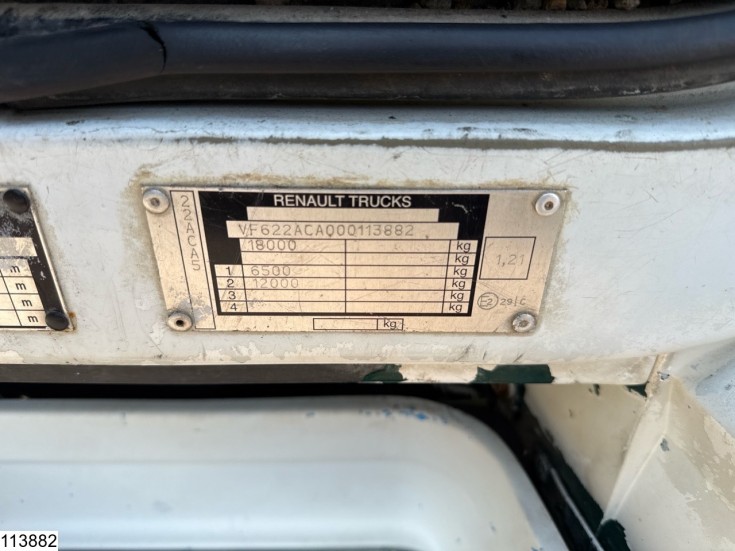 RENAULT TRUCKS
22ACA5
VF622ACA000113882
18000 kg
kg
1 6500 kg
2 12000 kg
3 kg
4 kg
kg
1,21
E2 29
m
m
m
m
113882